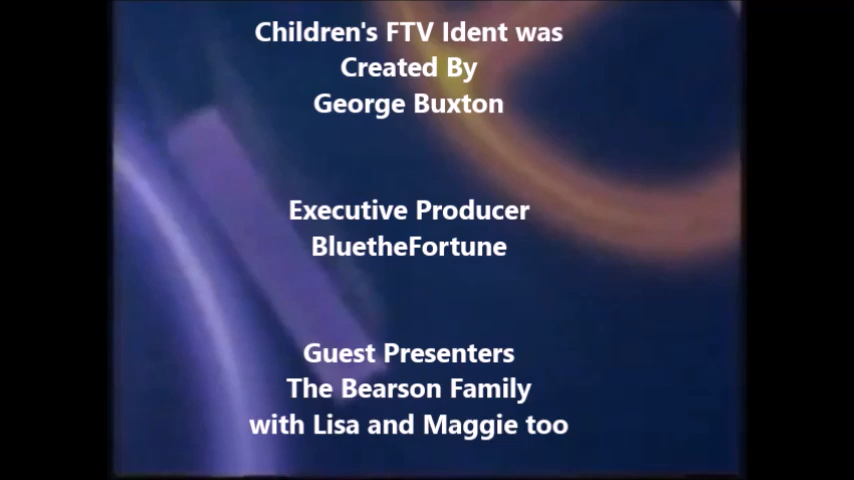 Children's FTV Ident was
Created By
George Buxton
Executive Producer
BluetheFortune
Guest Presenters
The Bearson Family
with Lisa and Maggie too